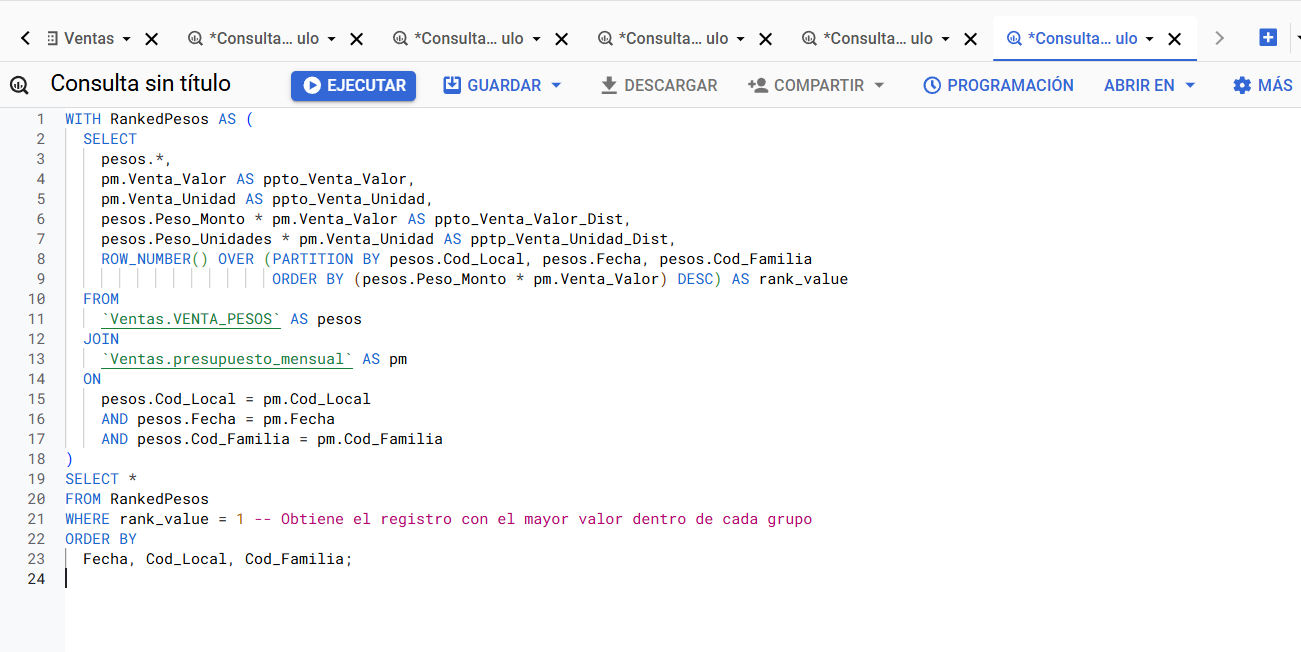 Ventas *Consulta... ulo *Consulta... ulo *Consulta... ulo *Consulta... ulo *Consulta... ulo
Consulta sin título EJECUTAR GUARDAR DESCARGAR COMPARTIR PROGRAMACIÓN ABRIR EN MÁS
1 WITH RankedPesos AS (
2 SELECT
3 pesos.*,
4 pm.Venta_Valor AS ppto_Venta_Valor,
5 pm.Venta_Unidad AS ppto_Venta_Unidad,
6 pesos.Peso_Monto * pm.Venta_Valor AS ppto_Venta_Valor_Dist,
7 pesos.Peso_Unidades * pm.Venta_Unidad AS pptp_Venta_Unidad_Dist,
8 ROW_NUMBER() OVER (PARTITION BY pesos.Cod_Local, pesos.Fecha, pesos.Cod_Familia
9 ORDER BY (pesos.Peso_Monto * pm.Venta_Valor) DESC) AS rank_value
10 FROM
11 `Ventas.VENTA_PESOS` AS pesos
12 JOIN
13 `Ventas.presupuesto_mensual` AS pm
14 ON
15 pesos.Cod_Local = pm.Cod_Local
16 AND pesos.Fecha = pm.Fecha
17 AND pesos.Cod_Familia = pm.Cod_Familia
18 )
19 SELECT *
20 FROM RankedPesos
21 WHERE rank_value = 1 -- Obtiene el registro con el mayor valor dentro de cada grupo
22 ORDER BY
23 Fecha, Cod_Local, Cod_Familia;
24